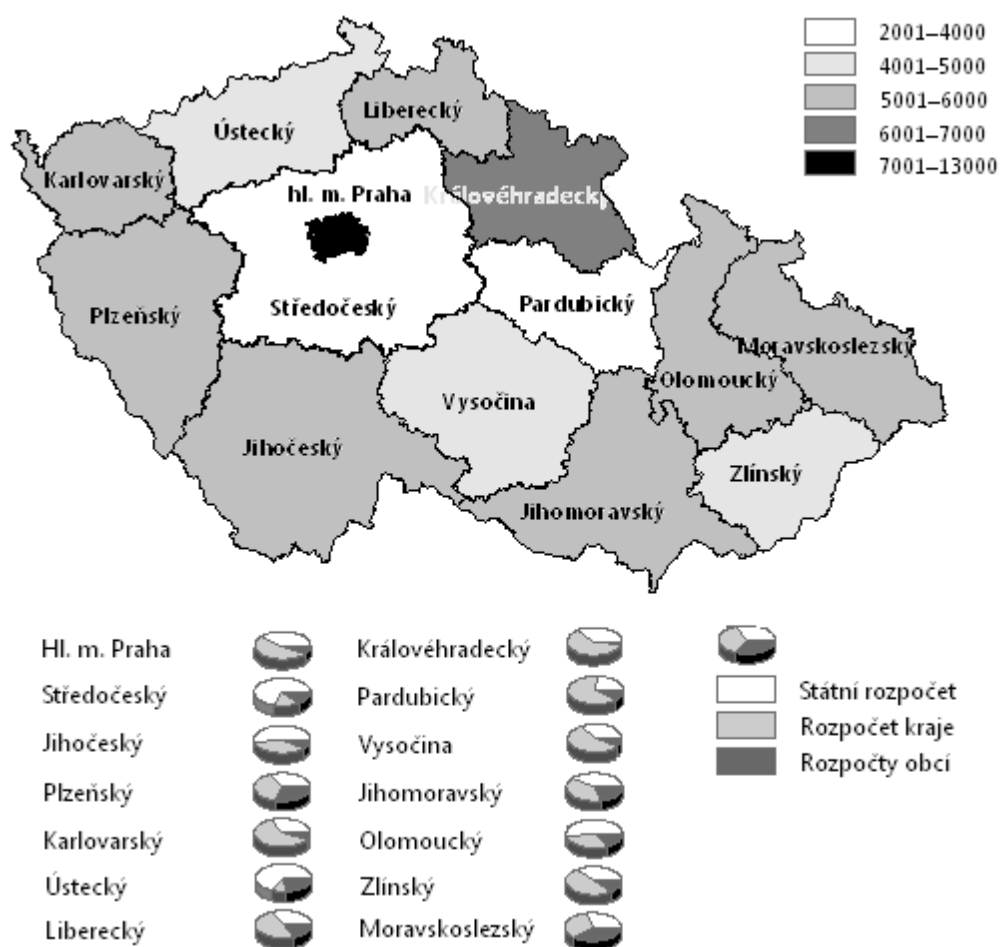 2001–4000
4001–5000
5001–6000
6001–7000
7001–13000
Liberecký
Ústecký
Karlovarský
hl. m. Praha
Královéhradecký
Plzeňský
Středočeský
Pardubický
Moravskoslezský
Olomoucký
Vysočina
Jihočeský
Zlínský
Jihomoravský
Hl. m. Praha
Královéhradecký
Středočeský
Pardubický
Státní rozpočet
Jihočeský
Vysočina
Rozpočet kraje
Plzeňský
Jihomoravský
Rozpočty obcí
Karlovarský
Olomoucký
Ústecký
Zlínský
Liberecký
Moravskoslezský